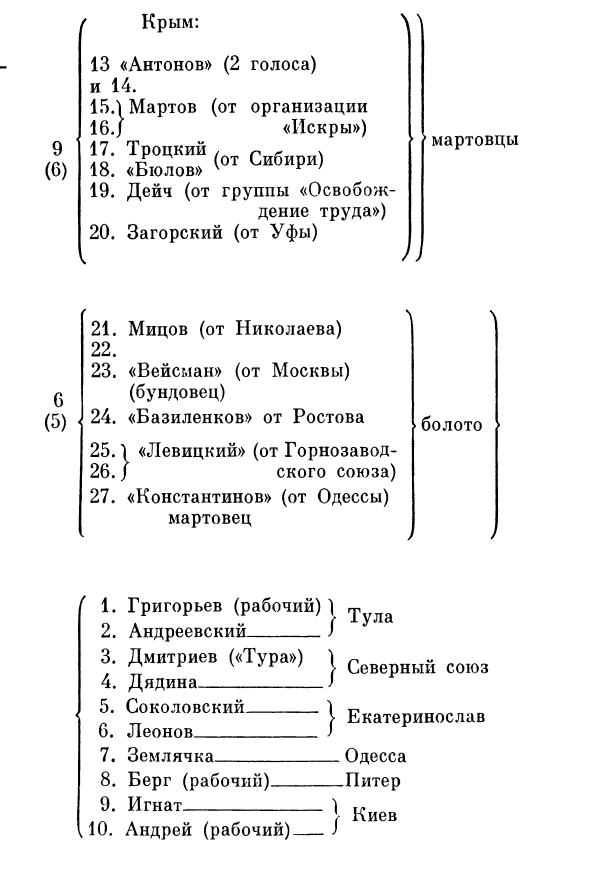 Крым:
13 «Антонов» (2 голоса)
и 14.
15. Мартов (от организации
16. «Искры»)
17. Троцкий
18. «Бюлов» (от Сибири)
19. Дейч (от группы «Освобож-
дение труда»)
20. Загорский (от Уфы)
9
(6)
мартовцы
21. Мицов (от Николаева)
22.
23. «Вейсман» (от Москвы)
(бундовец)
24. «Базиленков» от Ростова
25. «Левицкий» (от Горнозавод-
26. ского союза)
27. «Константинов» (от Одессы)
мартовец
6
(5)
болото
1. Григорьев (рабочий)
2. Андреевский
Тула
3. Дмитриев («Тура»)
4. Дядина
Северный союз
5. Соколовский
6. Леонов
Екатеринослав
7. Землячка Одесса
8. Берг (рабочий) Питер
9. Игнат
10. Андрей (рабочий)
Киев